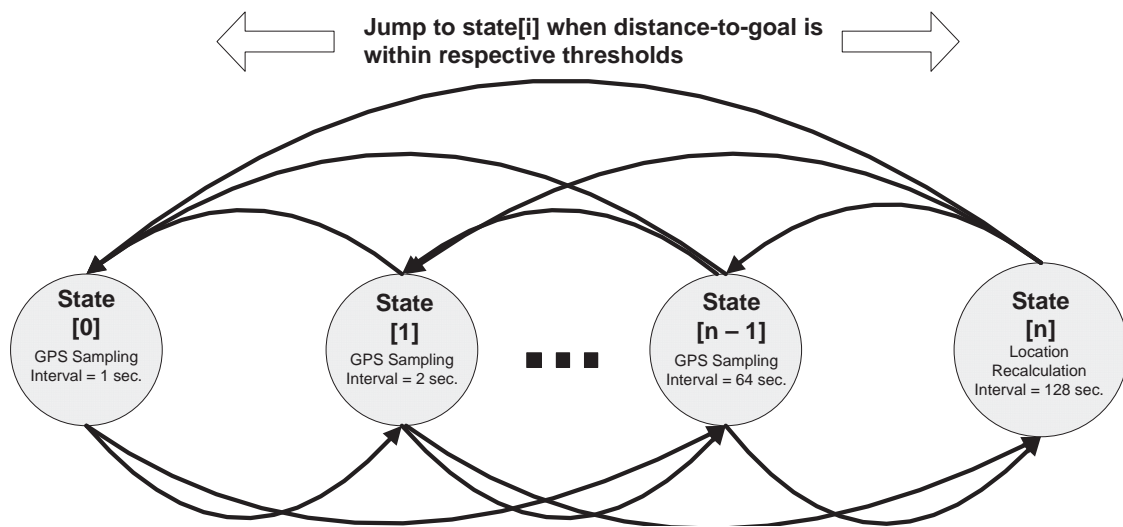 Jump to state[i] when distance-to-goal is
within respective thresholds
State
[0]
GPS Sampling
Interval = 1 sec.
State
[1]
GPS Sampling
Interval = 2 sec.
State
[n – 1]
GPS Sampling
Interval = 64 sec.
State
[n]
Location
Recalculation
Interval = 128 sec.